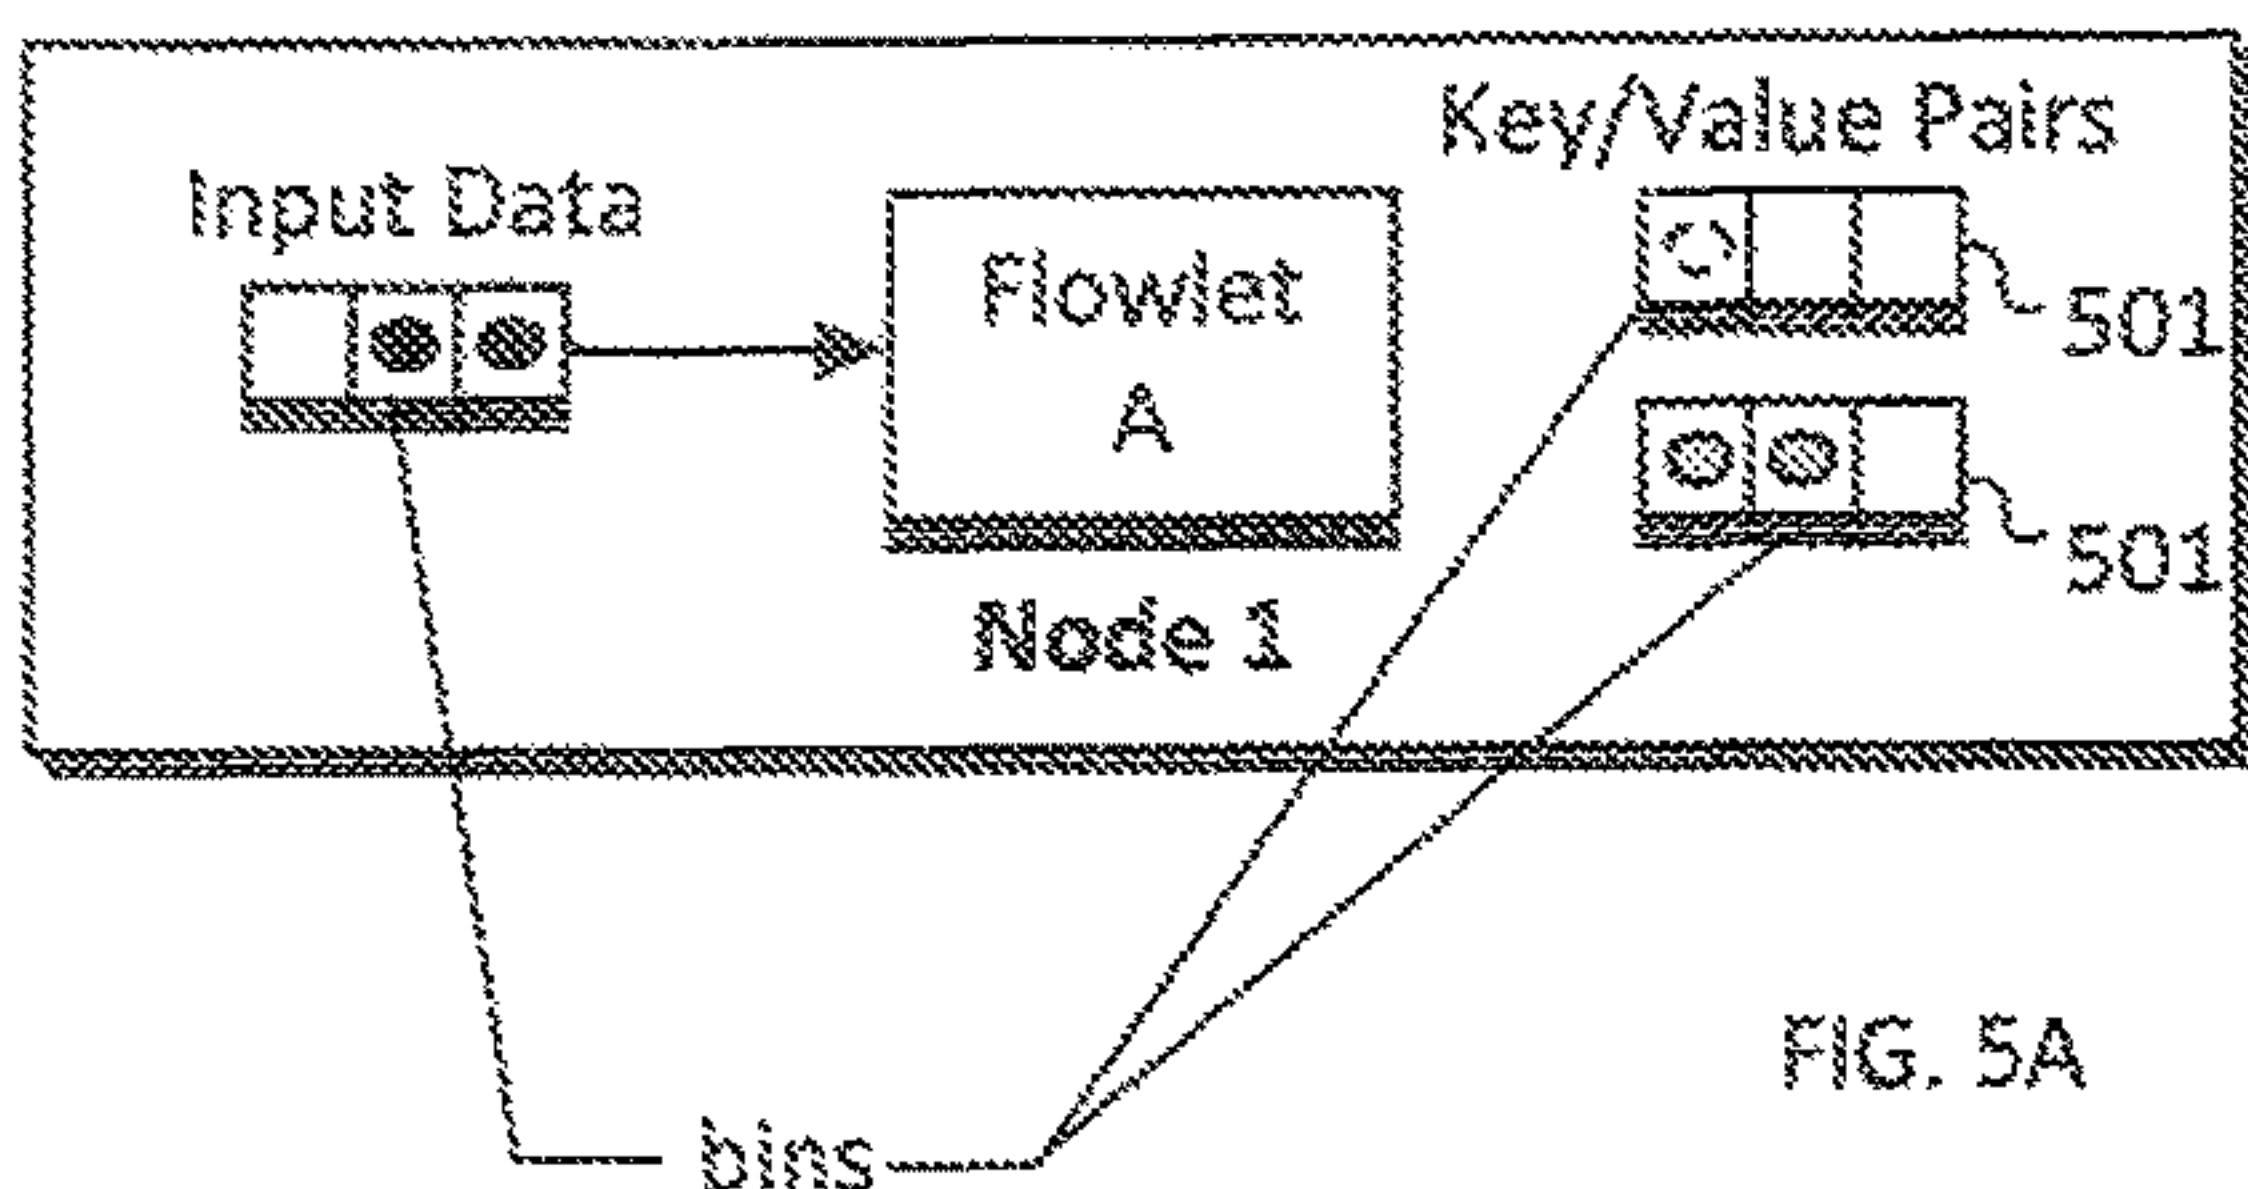 Key/Value Pairs
Input Data
Flowlet
A
501
501
Node 1
FIG. 5A
bins